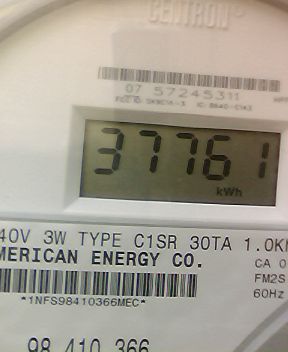 CENTRON
07 57245311
37761
kWh
40V 3W TYPE C1SR 30TA 1.0K
MERICAN ENERGY CO.
CA 0
FM2S
60Hz
*1NFS98410366MEC*
98 410 366